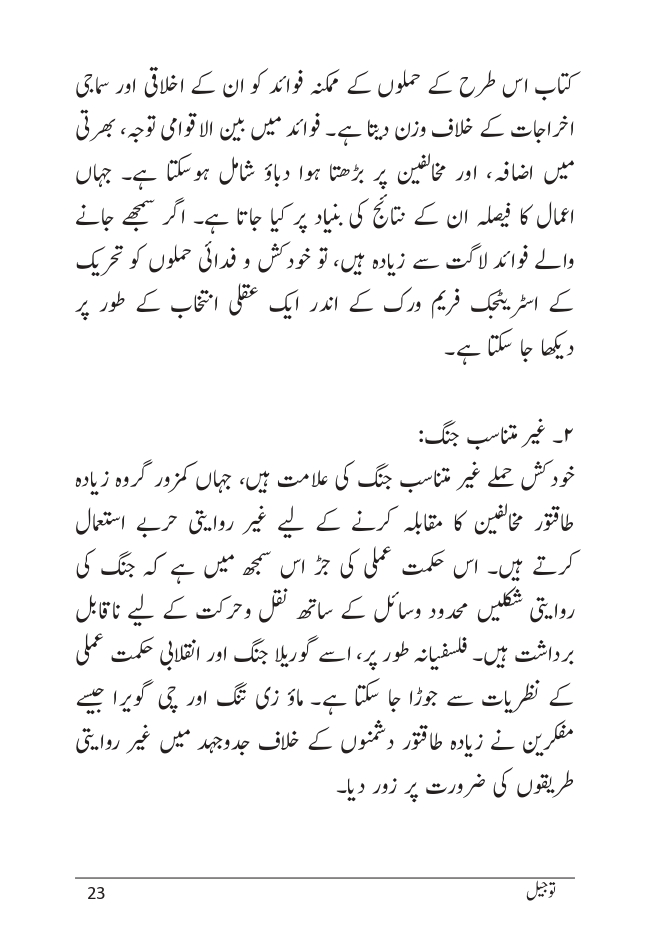 کتاب اس طرح کے حملوں کے ممکنہ فوائد کو ان کے اخلاقی اور سماجی
اخراجات کے خلاف وزن دیتا ہے۔ فوائد میں بین الاقوامی توجہ، بھرتی
میں اضافہ، اور مخالفین پر بڑھتا ہوا دباؤ شامل ہو سکتا ہے۔ جہاں
اعمال کا فیصلہ ان کے نتائج کی بنیاد پر کیا جاتا ہے۔ اگر سمجھے جانے
والے فوائد لاگت سے زیادہ ہیں، تو خودکش و فدائی حملوں کو تحریک
کے اسٹریٹجک فریم ورک کے اندر ایک عقلی انتخاب کے طور پر
دیکھا جا سکتا ہے۔
۲۔ غیر متناسب جنگ:
خودکش حملے غیر متناسب جنگ کی علامت ہیں، جہاں کمزور گروہ زیادہ
طاقتور مخالفین کا مقابلہ کرنے کے لیے غیر روایتی حربے استعمال
کرتے ہیں۔ اس حکمت عملی کی جڑ اس سمجھ میں ہے کہ جنگ کی
روایتی شکلیں محدود وسائل کے ساتھ نقل وحرکت کے لیے ناقابل
برداشت ہیں۔ فلسفیانہ طور پر، اسے گوریلا جنگ اور انقلابی حکمت عملی
کے نظریات سے جوڑا جا سکتا ہے۔ ماؤ زی تنگ اور چی گویرا جیسے
مفکرین نے زیادہ طاقتور دشمنوں کے خلاف جدوجہد میں غیر روایتی
طریقوں کی ضرورت پر زور دیا۔
توجیل 23